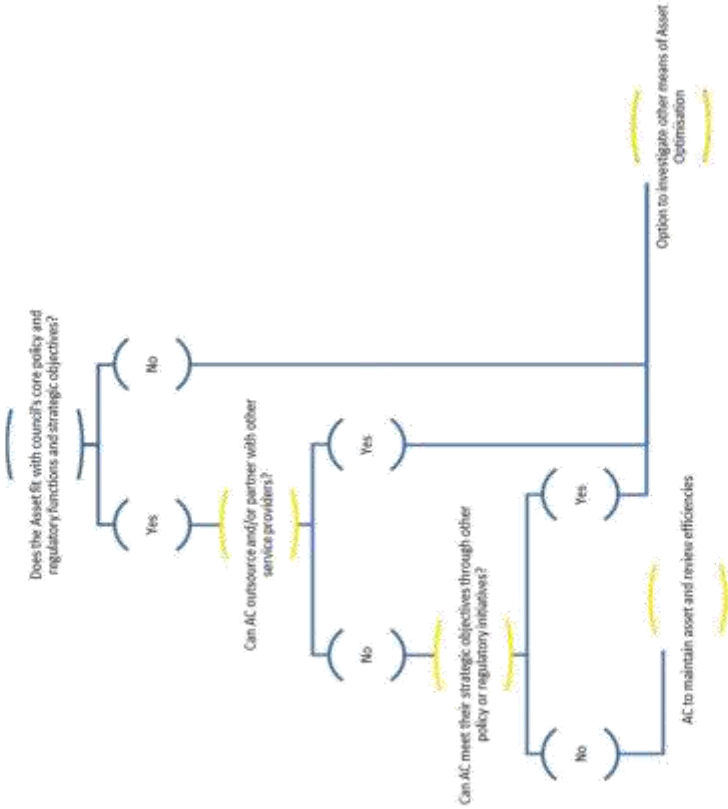 Does the Asset fit with council's core policy and
regulatory functions and strategic objectives?
Yes
No
Can AC outsource and/or partner with other
service providers?
No
Yes
Can AC meet their strategic objectives through other
policy or regulatory initiatives?
No
Yes
AC to maintain asset and review efficiencies
Option to investigate other means of Asset
Optimisation